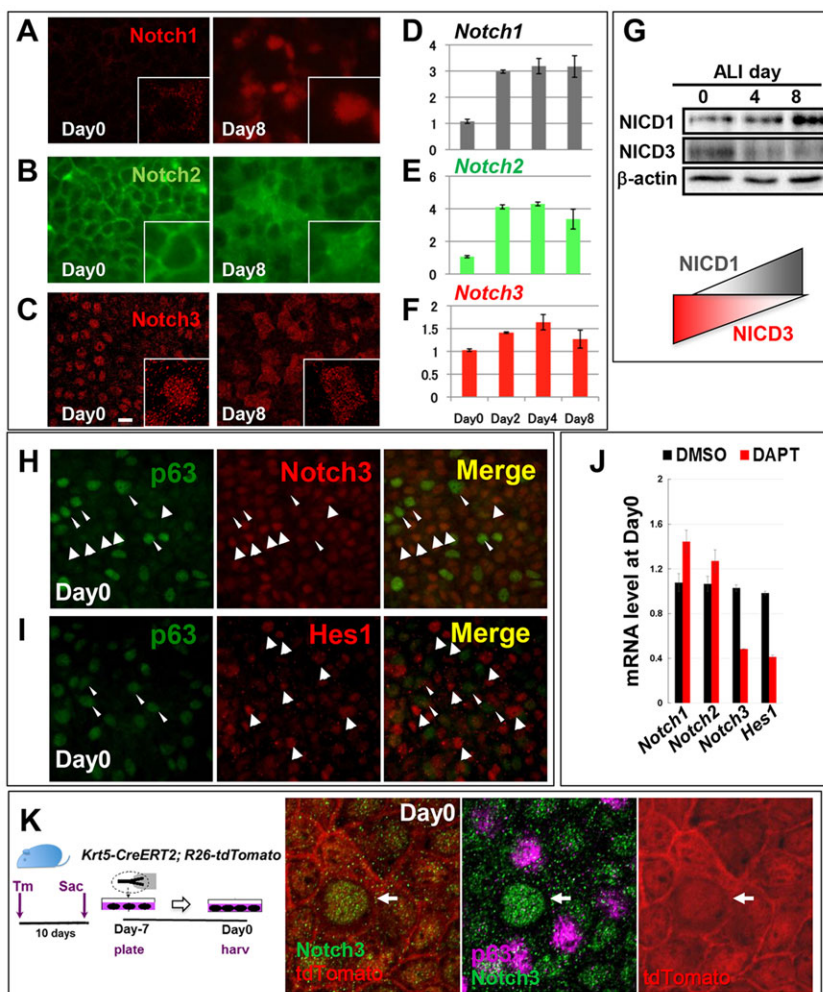 A
Notch1
Day0
Day8
B
Notch2
Day0
Day8
C
Notch3
Day0
Day8
D
Notch1
4
3
2
1
0
E
Notch2
6
4
2
0
F
Notch3
2
1.5
1
0.5
0
Day0 Day2 Day4 Day8
G
ALI day
0 4 8
NICD1
NICD3
β-actin
NICD1
NICD3
H
p63
Notch3
Merge
Day0
I
p63
Hes1
Merge
Day0
J
DMSO DAPT
mRNA level at Day0
1.6
1.2
0.8
0.4
0
Notch1
Notch2
Notch3
Hes1
K
Krt5-CreERT2; R26-tdTomato
Tm Sac
10 days
Day-7
plate
Day0
harv
Day0
Notch3
tdTomato
p63
Notch3
tdTomato